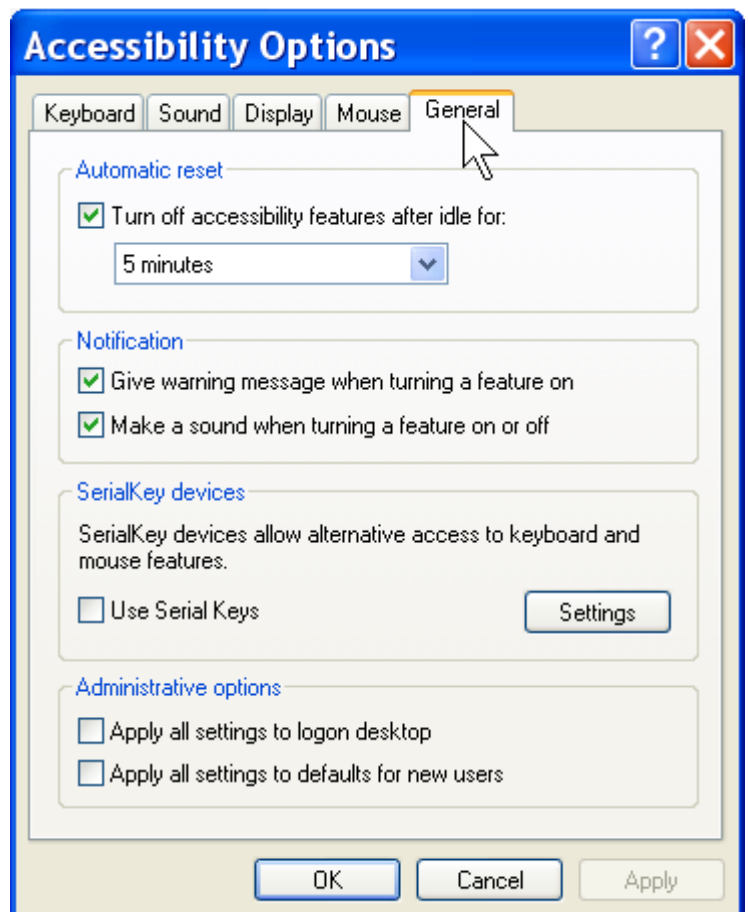 Accessibility Options
Keyboard Sound Display Mouse General
Automatic reset
Turn off accessibility features after idle for:
5 minutes
Notification
Give warning message when turning a feature on
Make a sound when turning a feature on or off
SerialKey devices
SerialKey devices allow alternative access to keyboard and
mouse features.
Use Serial Keys Settings
Administrative options
Apply all settings to logon desktop
Apply all settings to defaults for new users
OK Cancel Apply